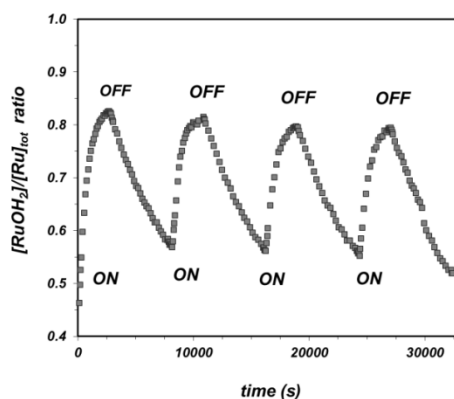 1.0
0.9
0.8
0.7
0.6
0.5
0.4
[RuOH₂]/[Ru]tot ratio
OFF OFF OFF OFF
ON ON ON ON
0 10000 20000 30000
time (s)